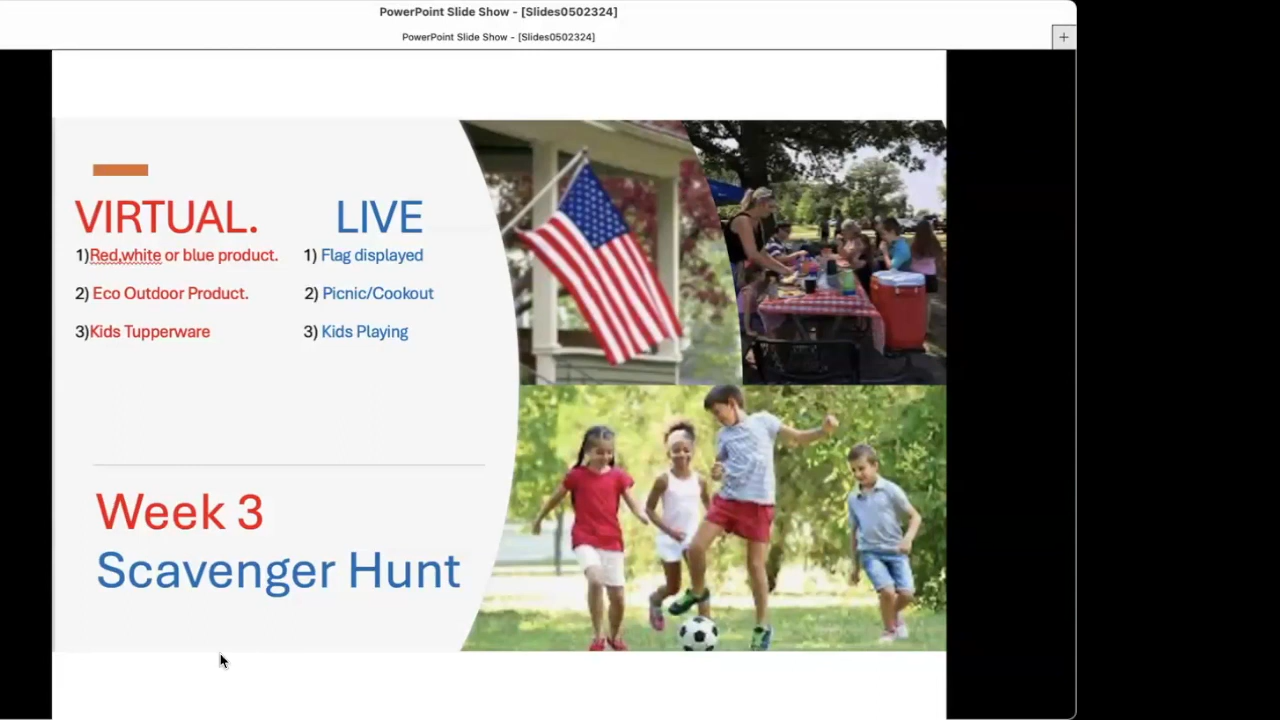 PowerPoint Slide Show - [Slides0502324]
PowerPoint Slide Show - [Slides0502324]
+
VIRTUAL. LIVE
1)Red,white or blue product. 1) Flag displayed
2) Eco Outdoor Product. 2) Picnic/Cookout
3)Kids Tupperware 3) Kids Playing
Week 3
Scavenger Hunt